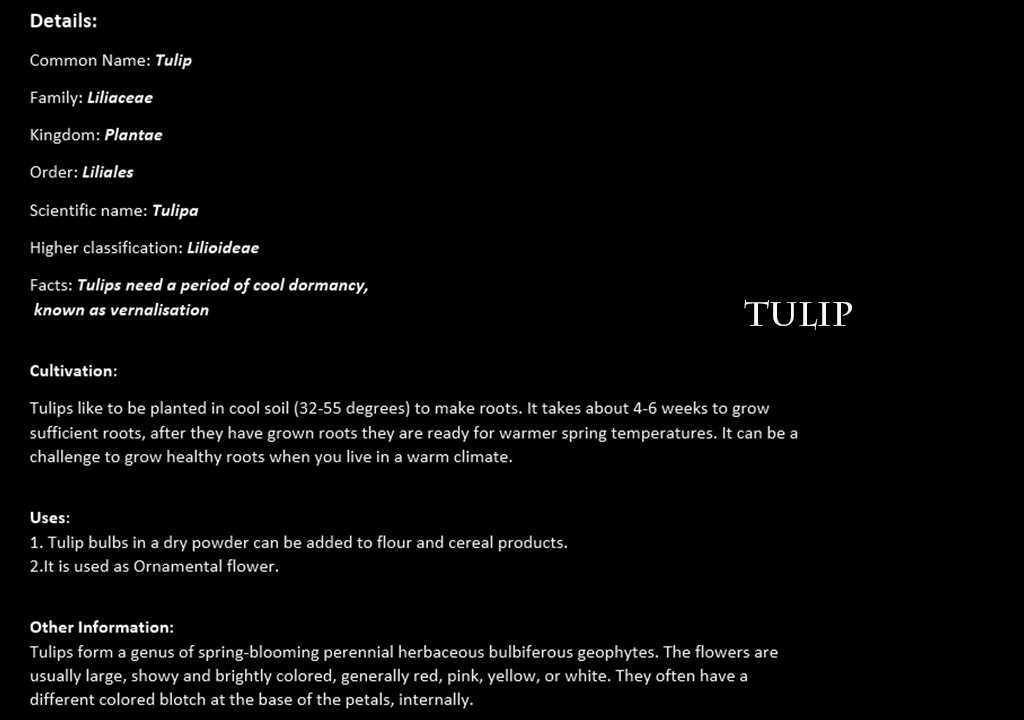 Details:
Common Name: Tulip
Family: Liliaceae
Kingdom: Plantae
Order: Liliales
Scientific name: Tulipa
Higher classification: Lilioideae
Facts: Tulips need a period of cool dormancy,
known as vernalisation
TULIP
Cultivation:
Tulips like to be planted in cool soil (32-55 degrees) to make roots. It takes about 4-6 weeks to grow
sufficient roots, after they have grown roots they are ready for warmer spring temperatures. It can be a
challenge to grow healthy roots when you live in a warm climate.
Uses:
1. Tulip bulbs in a dry powder can be added to flour and cereal products.
2.It is used as Ornamental flower.
Other Information:
Tulips form a genus of spring-blooming perennial herbaceous bulbiferous geophytes. The flowers are
usually large, showy and brightly colored, generally red, pink, yellow, or white. They often have a
different colored blotch at the base of the petals, internally.